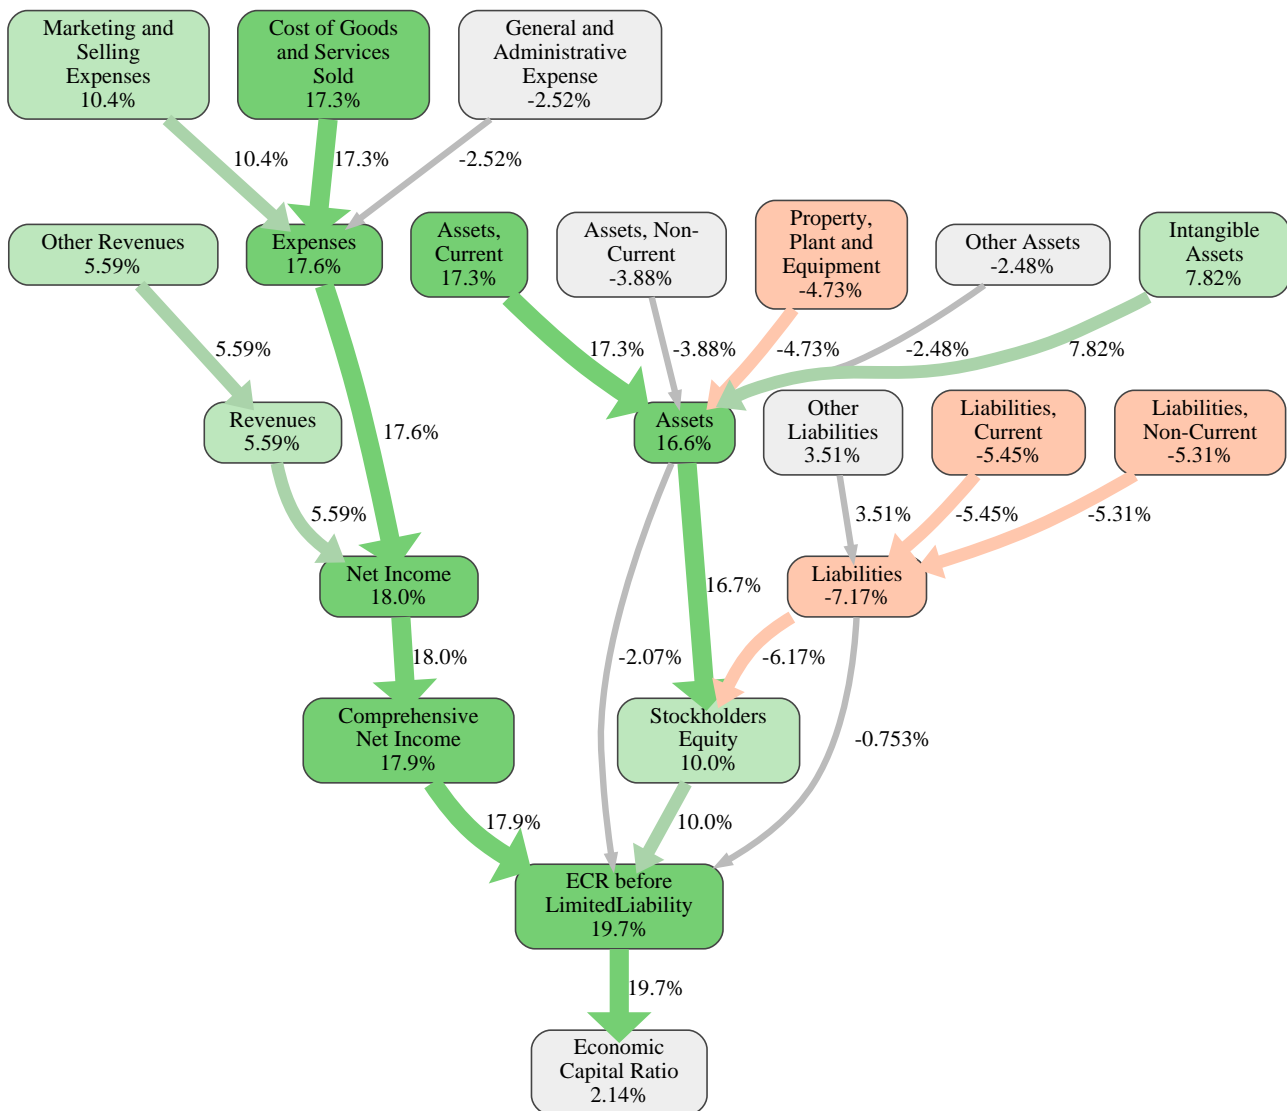 Marketing and
Selling
Expenses
10.4%
Cost of Goods
and Services
Sold
17.3%
General and
Administrative
Expense
-2.52%
10.4%
17.3%
-2.52%
Other Revenues
5.59%
Expenses
17.6%
Assets,
Current
17.3%
Assets, Non-
Current
-3.88%
Property,
Plant and
Equipment
-4.73%
Other Assets
-2.48%
Intangible
Assets
7.82%
5.59%
17.3%
-3.88%
-4.73%
-2.48%
7.82%
Revenues
5.59%
17.6%
Assets
16.6%
Other
Liabilities
3.51%
Liabilities,
Current
-5.45%
Liabilities,
Non-Current
-5.31%
5.59%
3.51%
-5.45%
-5.31%
Net Income
18.0%
16.7%
Liabilities
-7.17%
18.0%
-2.07%
-6.17%
Comprehensive
Net Income
17.9%
Stockholders
Equity
10.0%
-0.753%
17.9%
10.0%
ECR before
LimitedLiability
19.7%
19.7%
Economic
Capital Ratio
2.14%